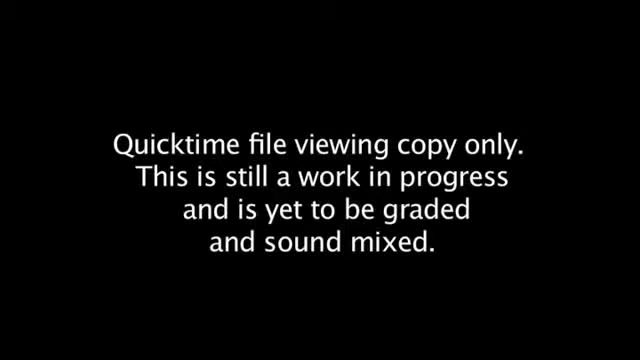 Quicktime file viewing copy only.
This is still a work in progress
and is yet to be graded
and sound mixed.